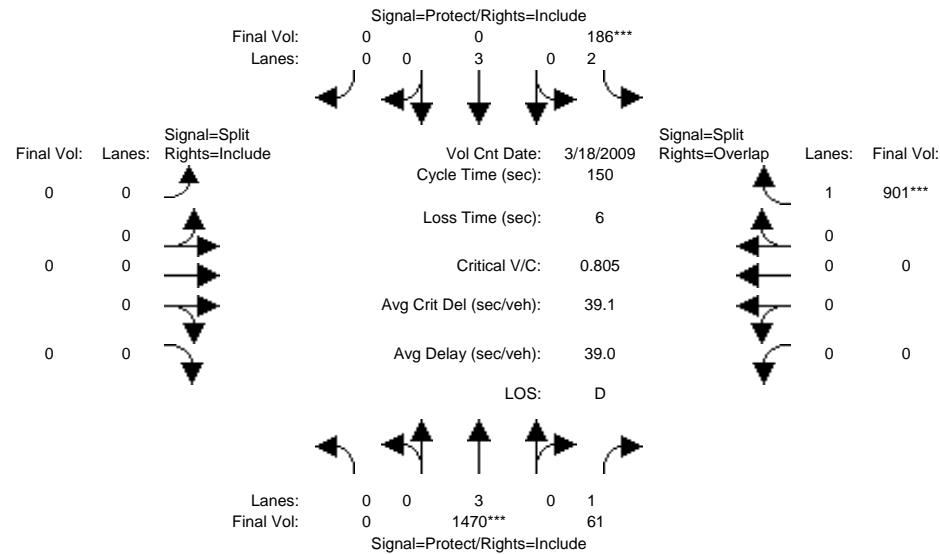 Signal=Protect/Rights=Include
Final Vol: 0 0 186***
Lanes: 0 0 3 0 2
Signal=Split Signal=Split
Final Vol: Lanes: Rights=Include Vol Cnt Date: 3/18/2009 Rights=Overlap Lanes: Final Vol:
Cycle Time (sec): 150
0 0 1 901***
Loss Time (sec): 6
0 0
0 0 Critical V/C: 0.805 0 0
0 Avg Crit Del (sec/veh): 39.1 0
0 0 Avg Delay (sec/veh): 39.0 0 0
LOS: D
Lanes: 0 0 3 0 1
Final Vol: 0 1470*** 61
Signal=Protect/Rights=Include